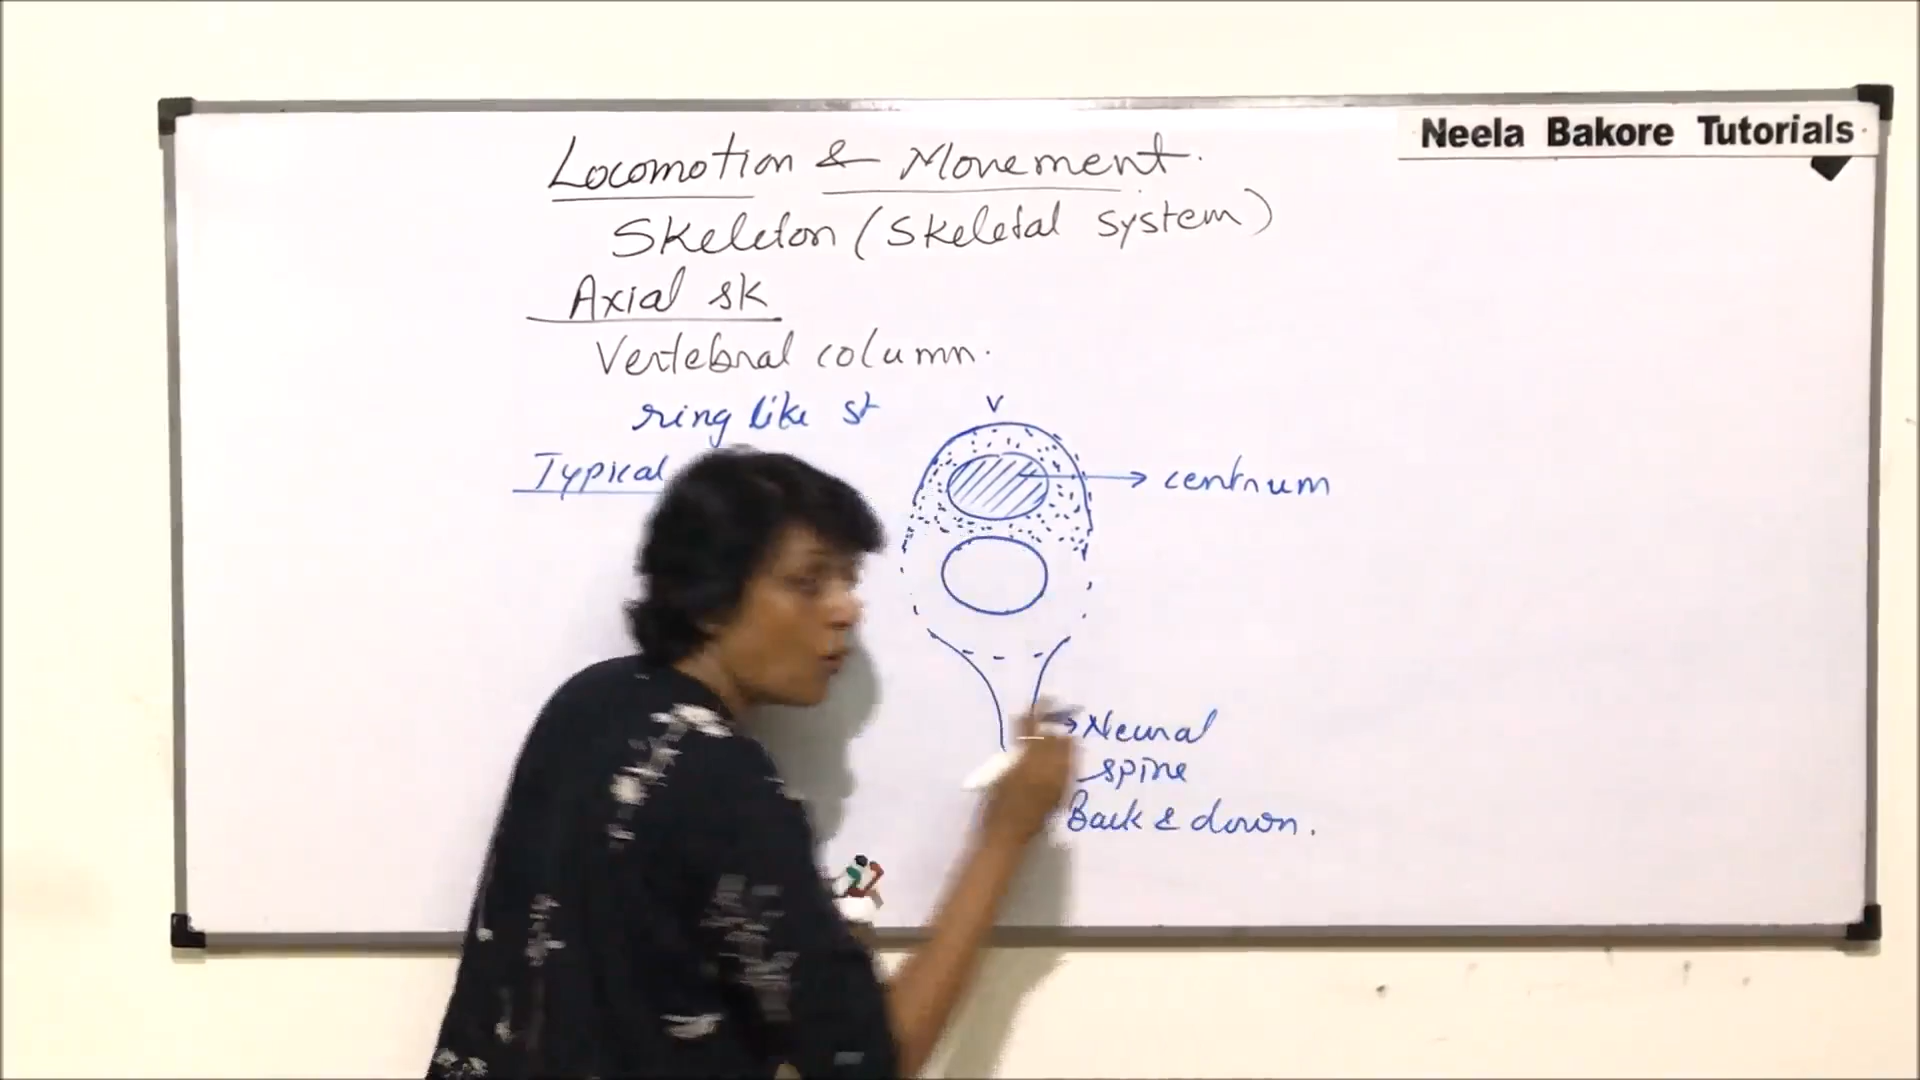 Neela Bakore Tutorials
Locomotion & Movement.
Skeleton (Skeletal system)
Axial sk
Vertebral column.
ring like st
V
Typical
centrum
Neural
spine
Back & down.